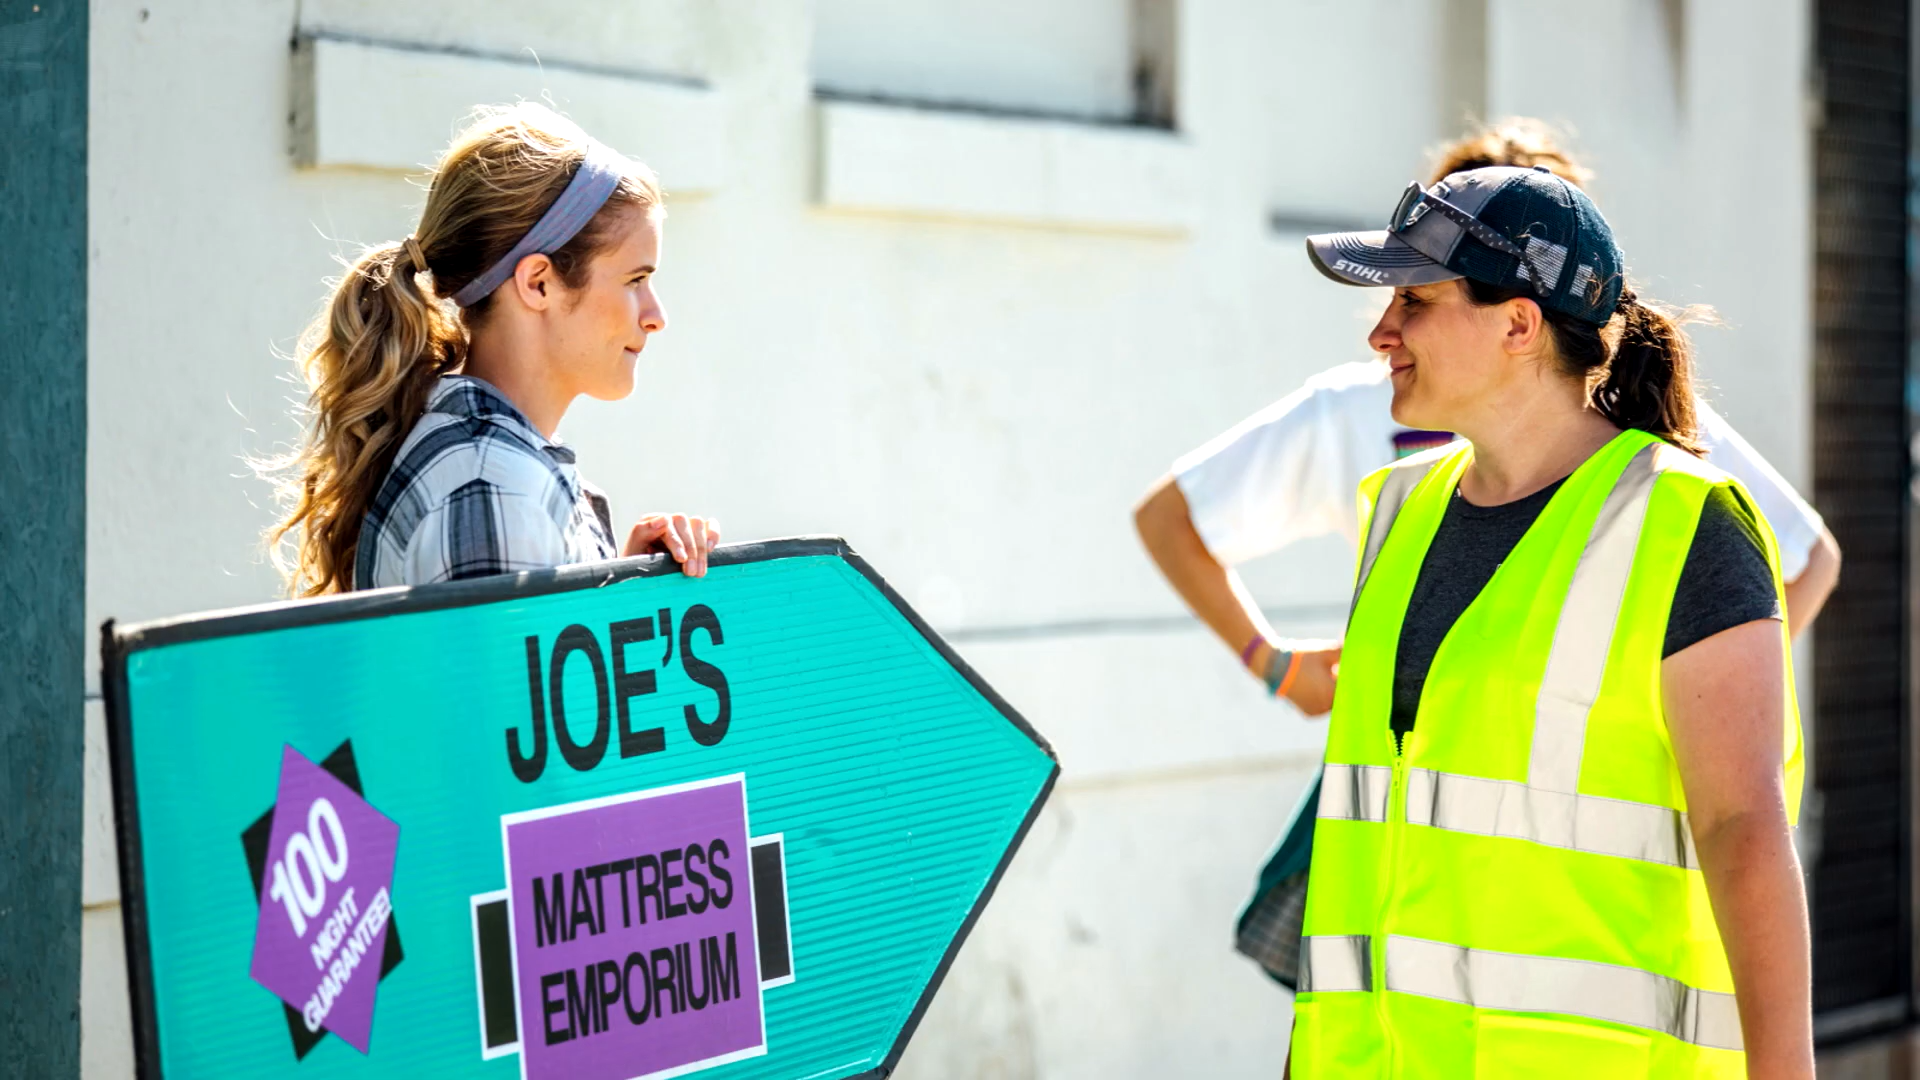 STIHL®
JOE'S
100
NIGHT
GUARANTEE!
MATTRESS
EMPORIUM